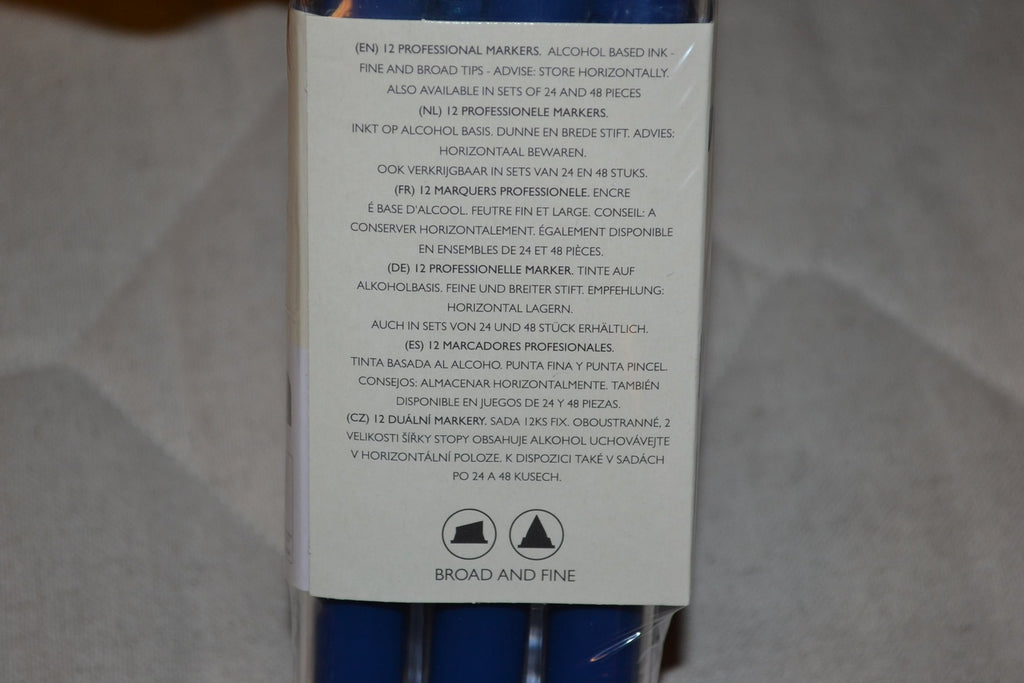 (EN) 12 PROFESSIONAL MARKERS. ALCOHOL BASED INK -
FINE AND BROAD TIPS - ADVISE: STORE HORIZONTALLY.
ALSO AVAILABLE IN SETS OF 24 AND 48 PIECES
(NL) 12 PROFESSIONELE MARKERS.
INKT OP ALCOHOL BASIS. DUNNE EN BREDE STIFT. ADVIES:
HORIZONTAAL BEWAREN.
OOK VERKRIJGBAAR IN SETS VAN 24 EN 48 STUKS.
(FR) 12 MARQUERS PROFESSIONELE. ENCRE
É BASE D'ALCOOL. FEUTRE FIN ET LARGE. CONSEIL: A
CONSERVER HORIZONTALEMENT. ÉGALEMENT DISPONIBLE
EN ENSEMBLES DE 24 ET 48 PIÈCES.
(DE) 12 PROFESSIONELLE MARKER. TINTE AUF
ALKOHOLBASIS. FEINE UND BREITER STIFT. EMPFEHLUNG:
HORIZONTAL LAGERN.
AUCH IN SETS VON 24 UND 48 STÜCK ERHÄLTLICH.
(ES) 12 MARCADORES PROFESIONALES.
TINTA BASADA AL ALCOHO. PUNTA FINA Y PUNTA PINCEL.
CONSEJOS: ALMACENAR HORIZONTALMENTE. TAMBIÉN
DISPONIBLE EN JUEGOS DE 24 Y 48 PIEZAS.
(CZ) 12 DUÁLNÍ MARKERY. SADA 12KS FIX. OBOUSTRANNÉ, 2
VELIKOSTI ŠÍŘKY STOPY OBSAHUJE ALKOHOL UCHOVÁVEJTE
V HORIZONTÁLNÍ POLOZE. K DISPOZICI TAKÉ V SADÁCH
PO 24 A 48 KUSECH.
BROAD AND FINE